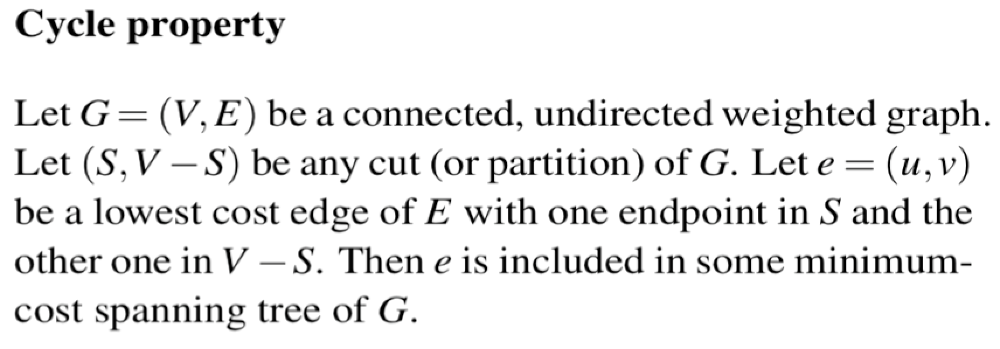 Cycle property
Let G = (V, E) be a connected, undirected weighted graph.
Let (S, V − S) be any cut (or partition) of G. Let e = (u, v)
be a lowest cost edge of E with one endpoint in S and the
other one in V − S. Then e is included in some minimum-
cost spanning tree of G.